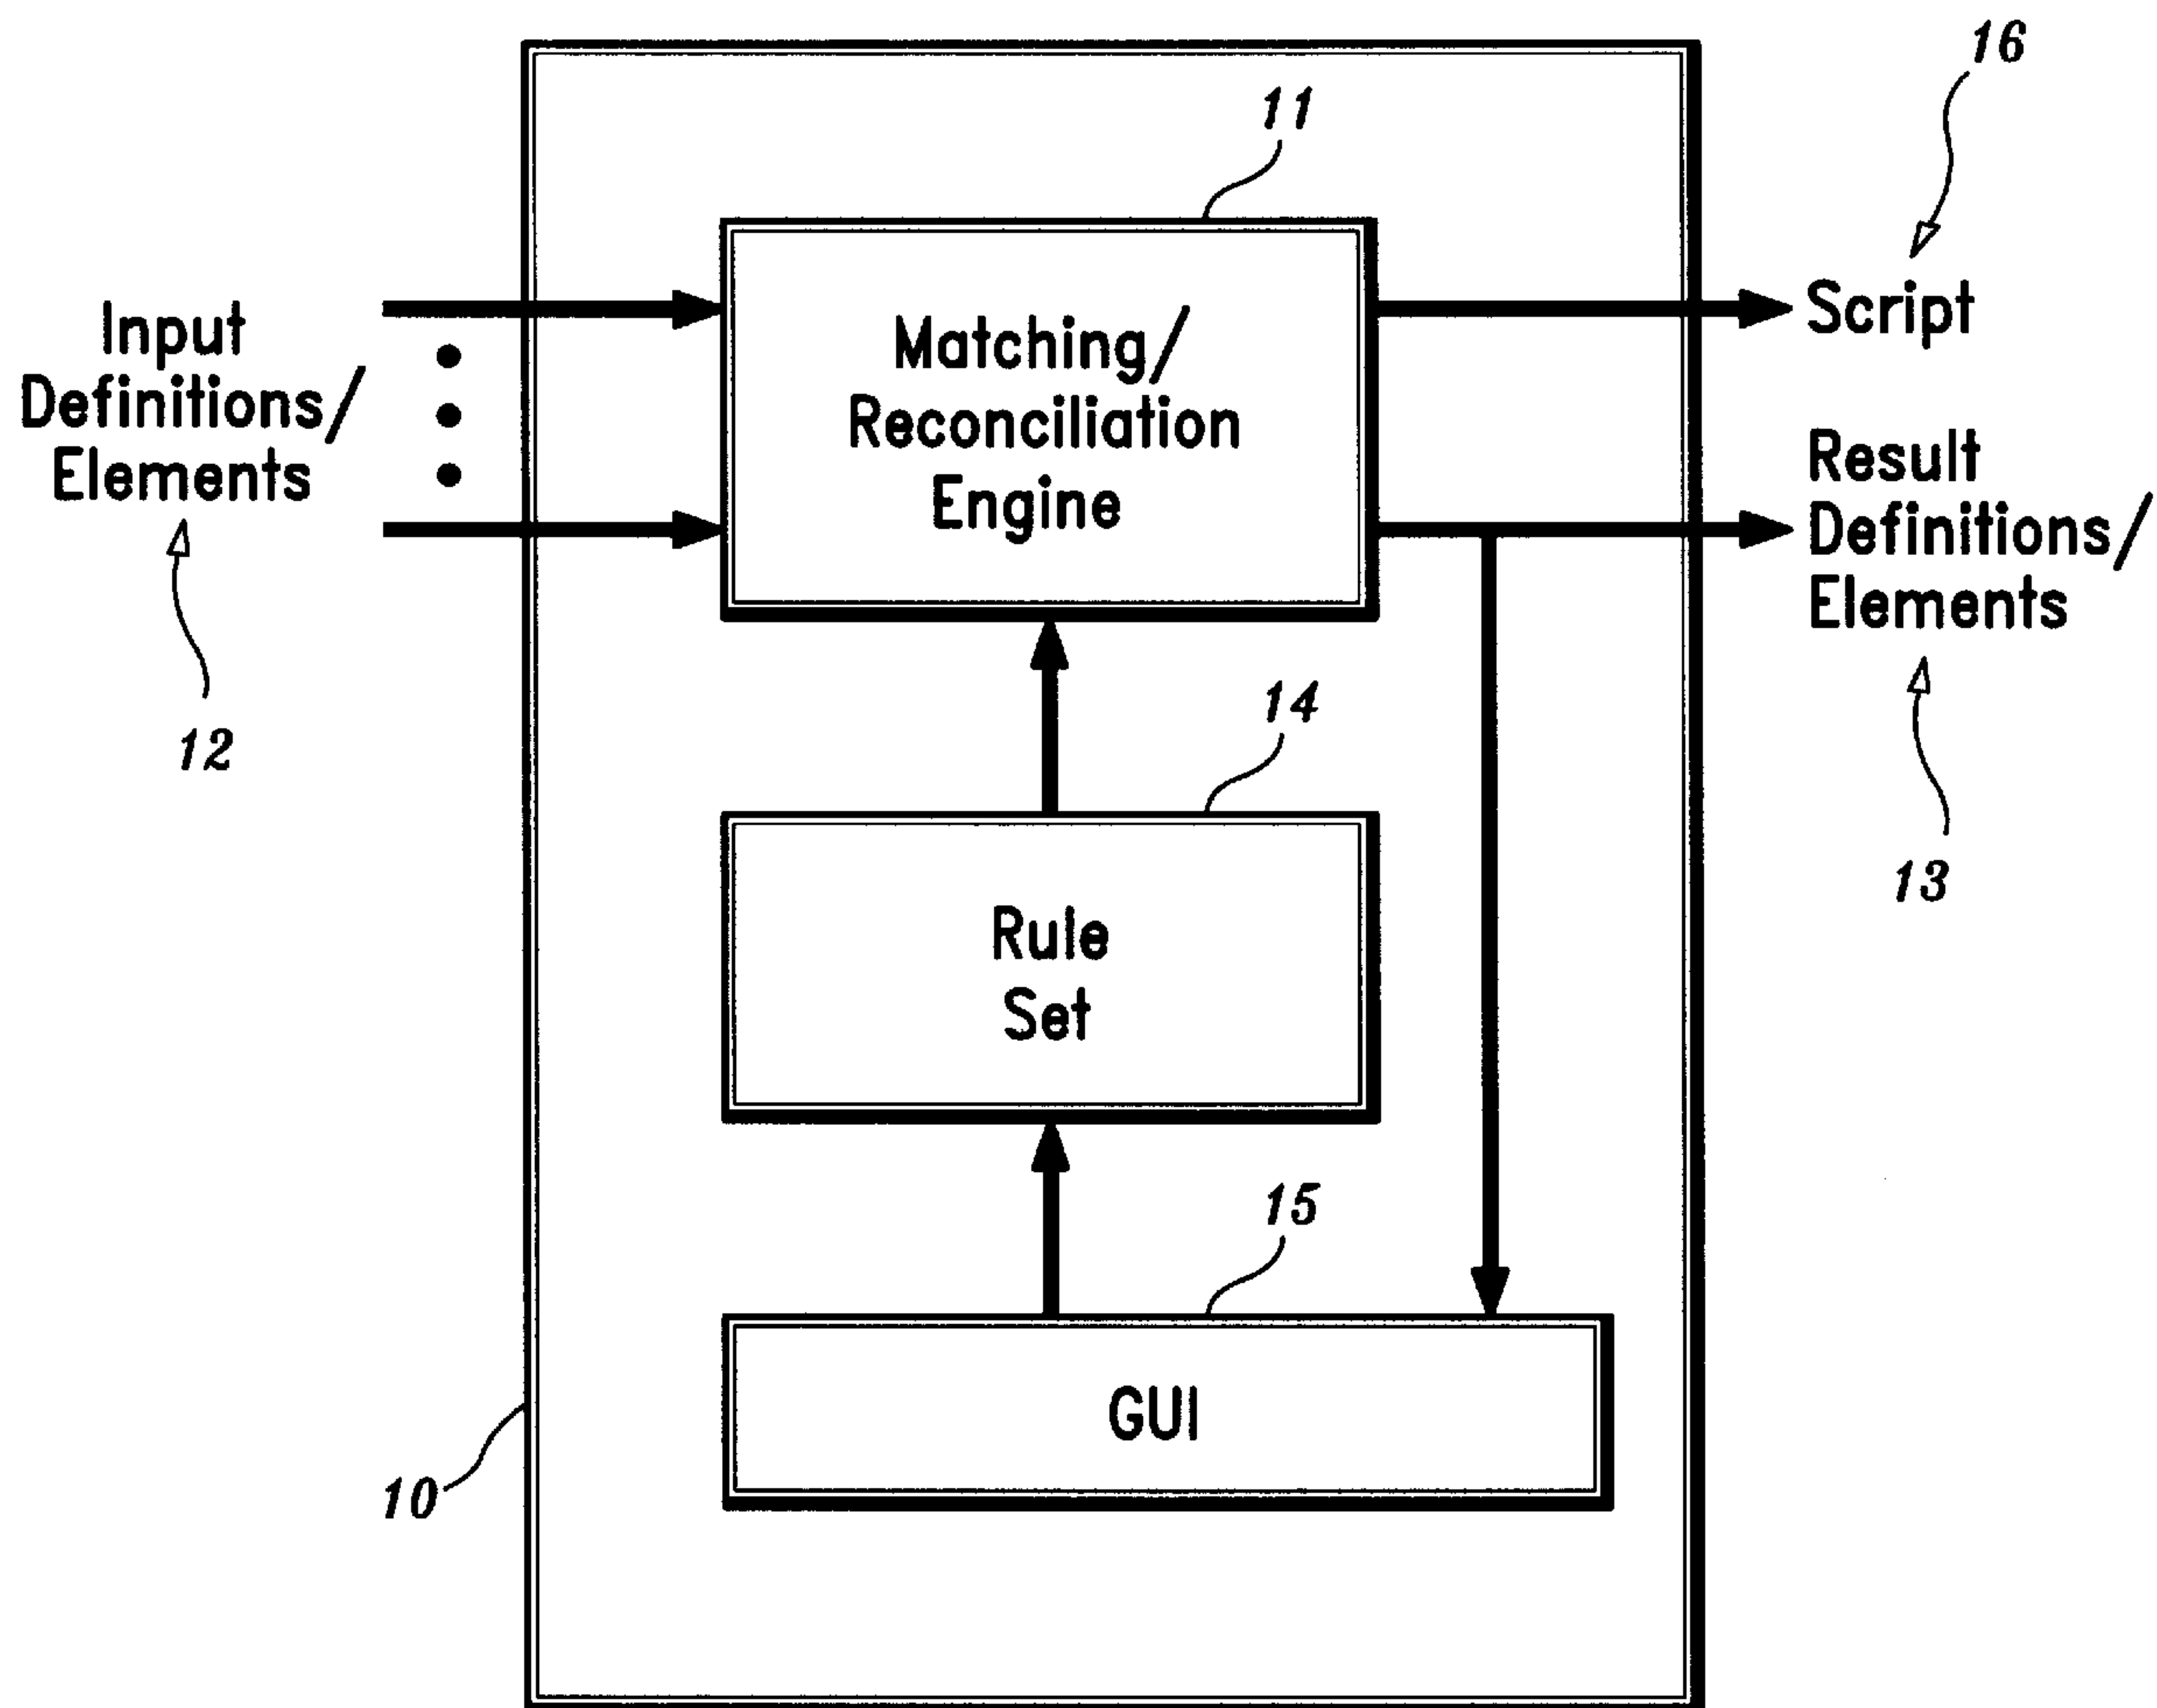 16
11
Input
Definitions/
Elements
12
Matching/
Reconciliation
Engine
Script
Result
Definitions/
Elements
13
14
Rule
Set
15
GUI
10